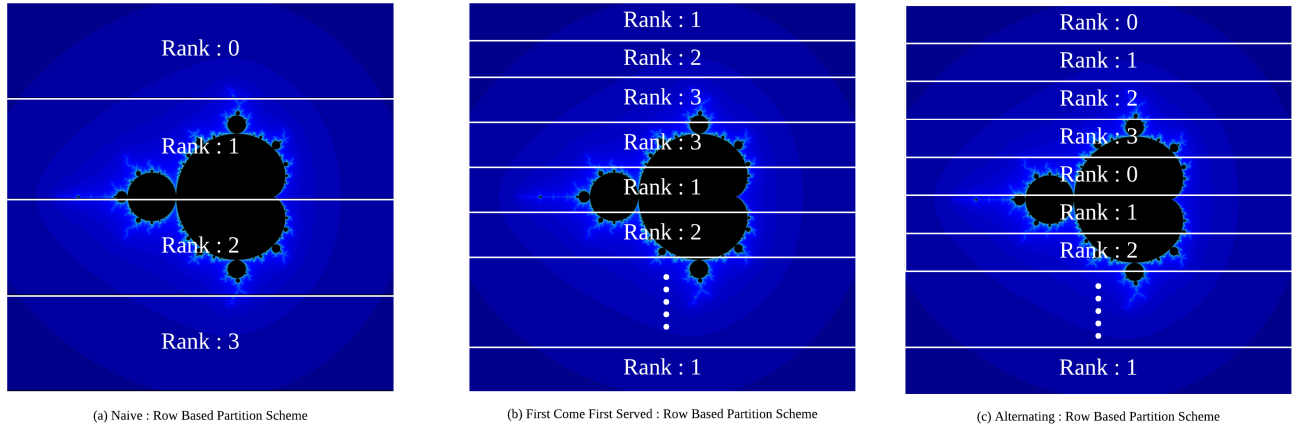 Rank : 0
Rank : 1
Rank : 2
Rank : 3
(a) Naive : Row Based Partition Scheme
Rank : 1
Rank : 2
Rank : 3
Rank : 3
Rank : 1
Rank : 2
Rank : 1
(b) First Come First Served : Row Based Partition Scheme
Rank : 0
Rank : 1
Rank : 2
Rank : 3
Rank : 0
Rank : 1
Rank : 2
Rank : 1
(c) Alternating : Row Based Partition Scheme